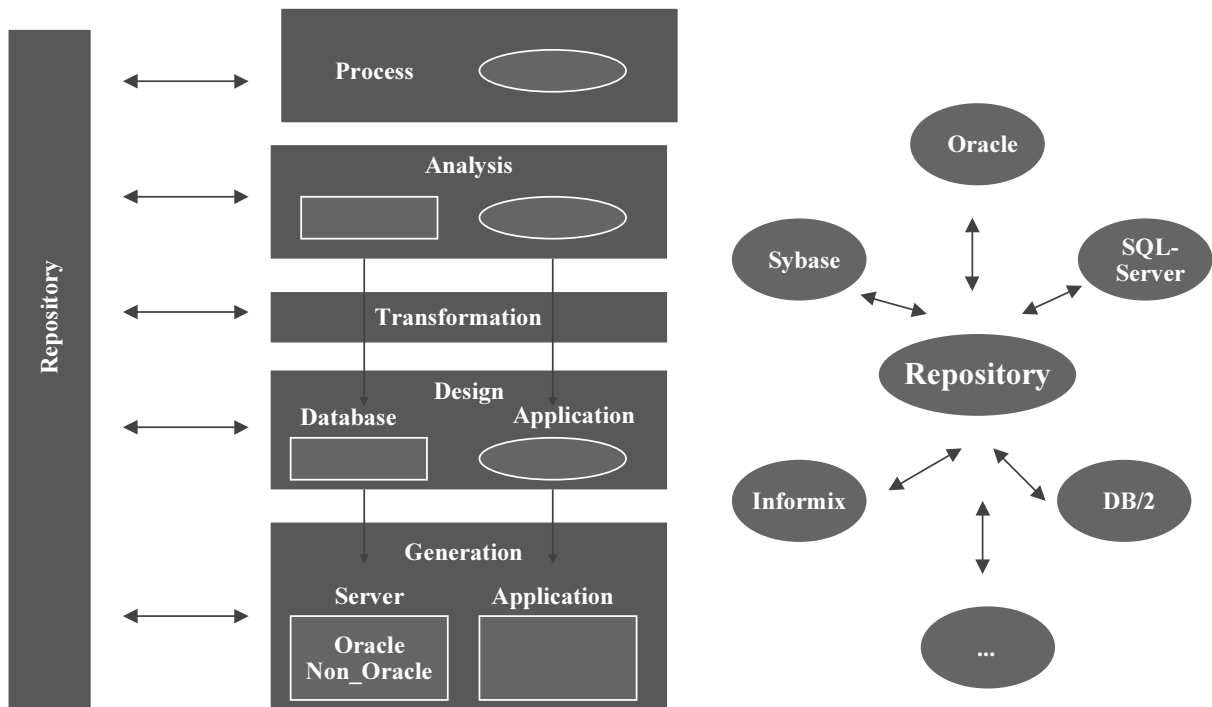 Repository
Process
Analysis
Transformation
Design
Database
Application
Generation
Server
Application
Oracle
Non_Oracle
Oracle
Sybase
SQL-
Server
Repository
Informix
DB/2
...